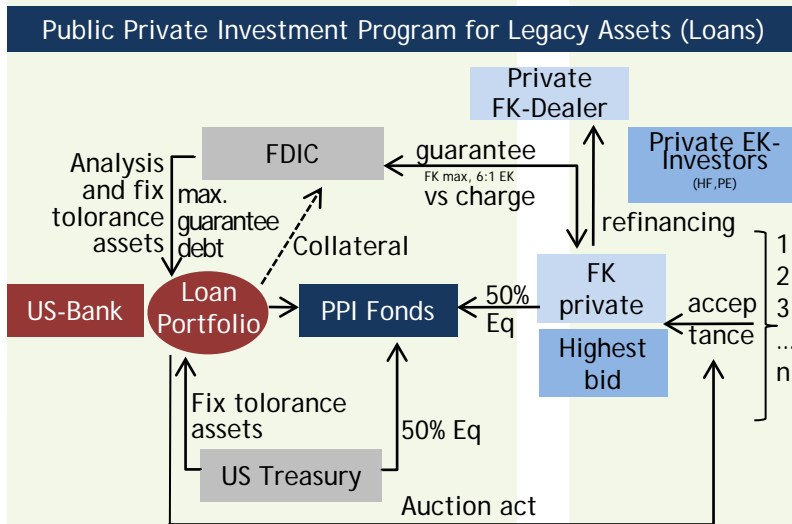 Public Private Investment Program for Legacy Assets (Loans)
Private
FK-Dealer
FDIC
guarantee
FK max, 6:1 EK
vs charge
Private EK-
Investors
(HF,PE)
Analysis
and fix
tolorance
assets
max.
guarantee
debt
Collateral
refinancing
1
2
3
...
n
US-Bank
Loan
Portfolio
PPI Fonds
50%
Eq
FK
private
accep
tance
Highest
bid
Fix tolorance
assets
50% Eq
US Treasury
Auction act